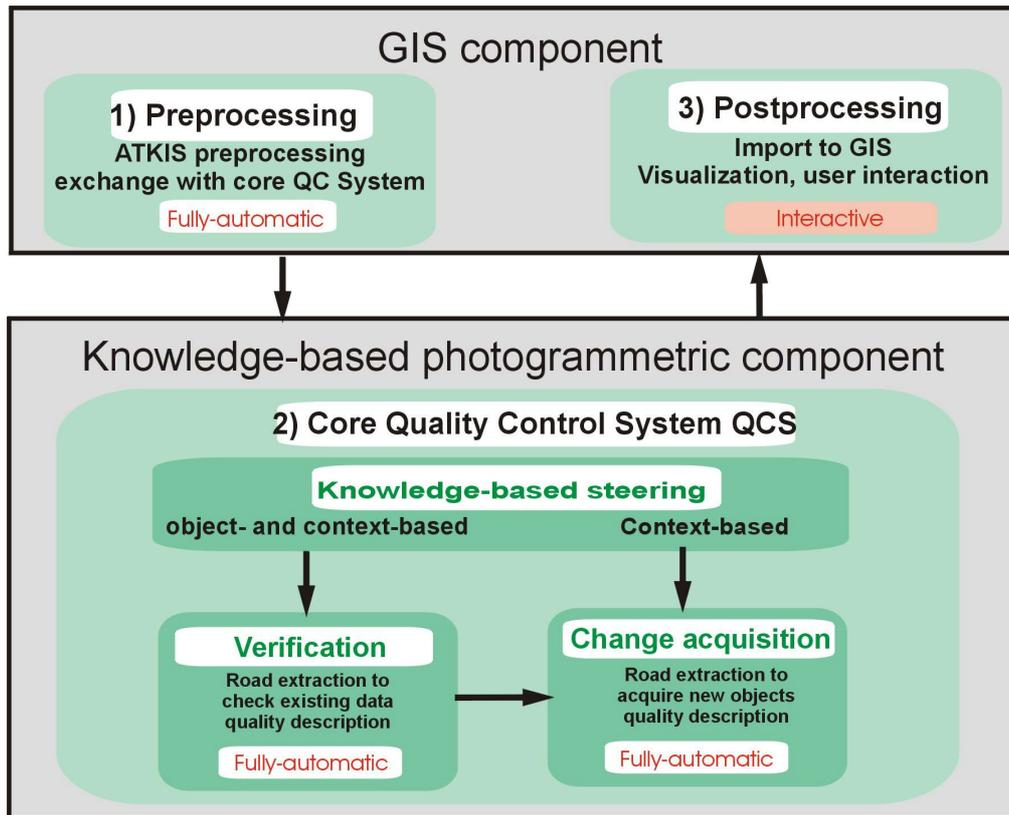 GIS component
1) Preprocessing
ATKIS preprocessing
exchange with core QC System
Fully-automatic
3) Postprocessing
Import to GIS
Visualization, user interaction
Interactive
Knowledge-based photogrammetric component
2) Core Quality Control System QCS
Knowledge-based steering
object- and context-based
Context-based
Verification
Road extraction to
check existing data
quality description
Fully-automatic
Change acquisition
Road extraction to
acquire new objects
quality description
Fully-automatic